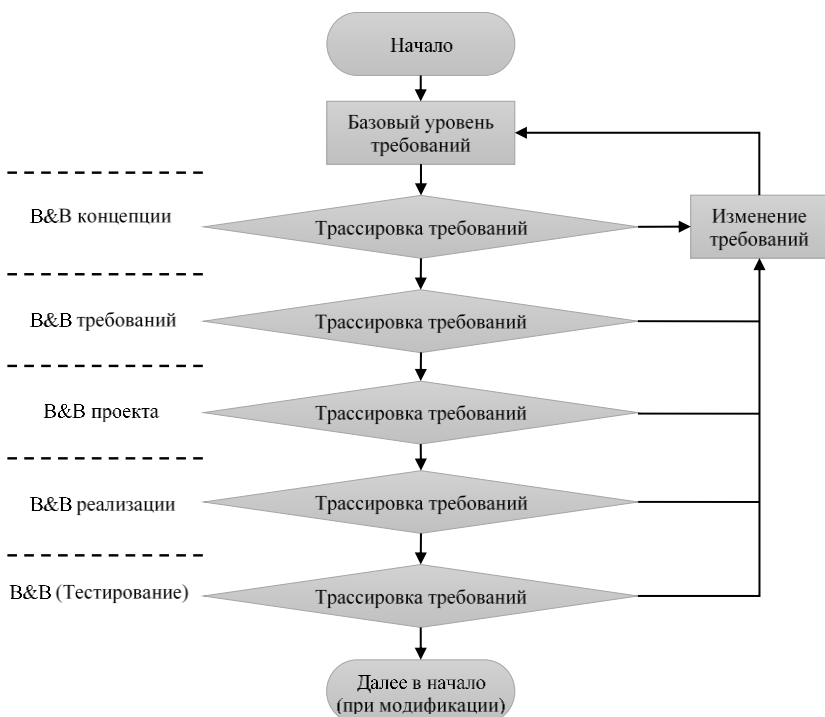 Начало
Базовый уровень
требований
В&В концепции
Трассировка требований
Изменение
требований
В&В требований
Трассировка требований
В&В проекта
Трассировка требований
В&В реализации
Трассировка требований
В&В (Тестирование)
Трассировка требований
Далее в начало
(при модификации)